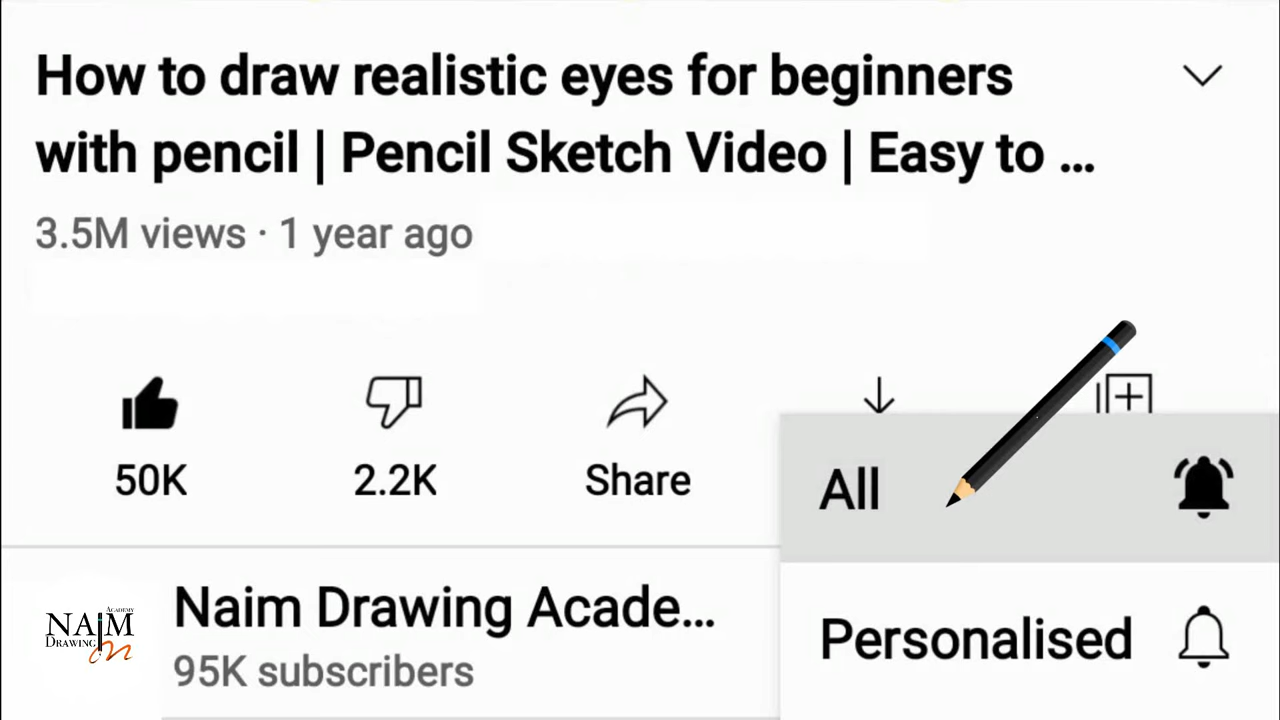 How to draw realistic eyes for beginners
with pencil | Pencil Sketch Video | Easy to ...
3.5M views · 1 year ago
50K
2.2K
Share
All
Personalised
NAIM
ACADEMY
DRAWING
Naim Drawing Acade...
95K subscribers